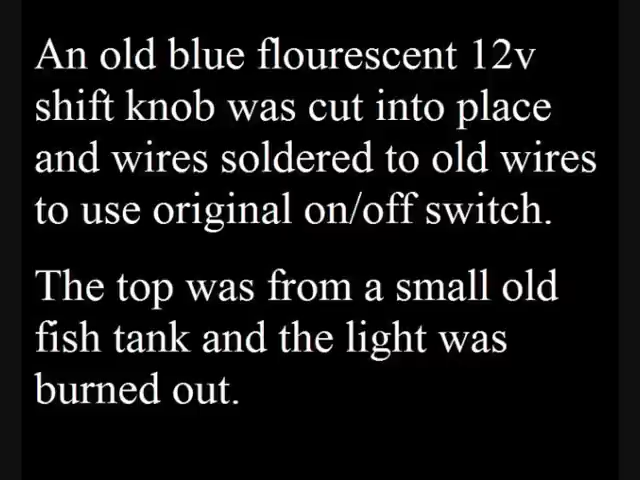 An old blue flourescent 12v
shift knob was cut into place
and wires soldered to old wires
to use original on/off switch.
The top was from a small old
fish tank and the light was
burned out.